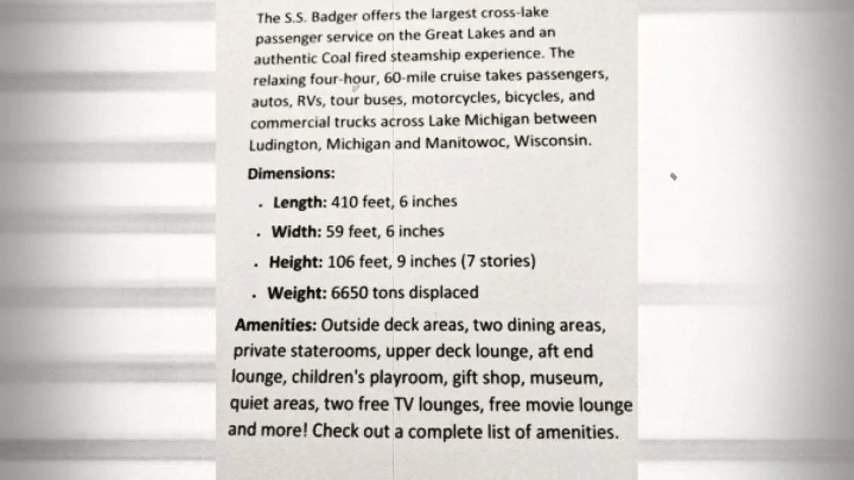 The S.S. Badger offers the largest cross-lake
passenger service on the Great Lakes and an
authentic Coal fired steamship experience. The
relaxing four-hour, 60-mile cruise takes passengers,
autos, RVs, tour buses, motorcycles, bicycles, and
commercial trucks across Lake Michigan between
Ludington, Michigan and Manitowoc, Wisconsin.
Dimensions:
• Length: 410 feet, 6 inches
• Width: 59 feet, 6 inches
• Height: 106 feet, 9 inches (7 stories)
• Weight: 6650 tons displaced
Amenities: Outside deck areas, two dining areas,
private staterooms, upper deck lounge, aft end
lounge, children's playroom, gift shop, museum,
quiet areas, two free TV lounges, free movie lounge
and more! Check out a complete list of amenities.